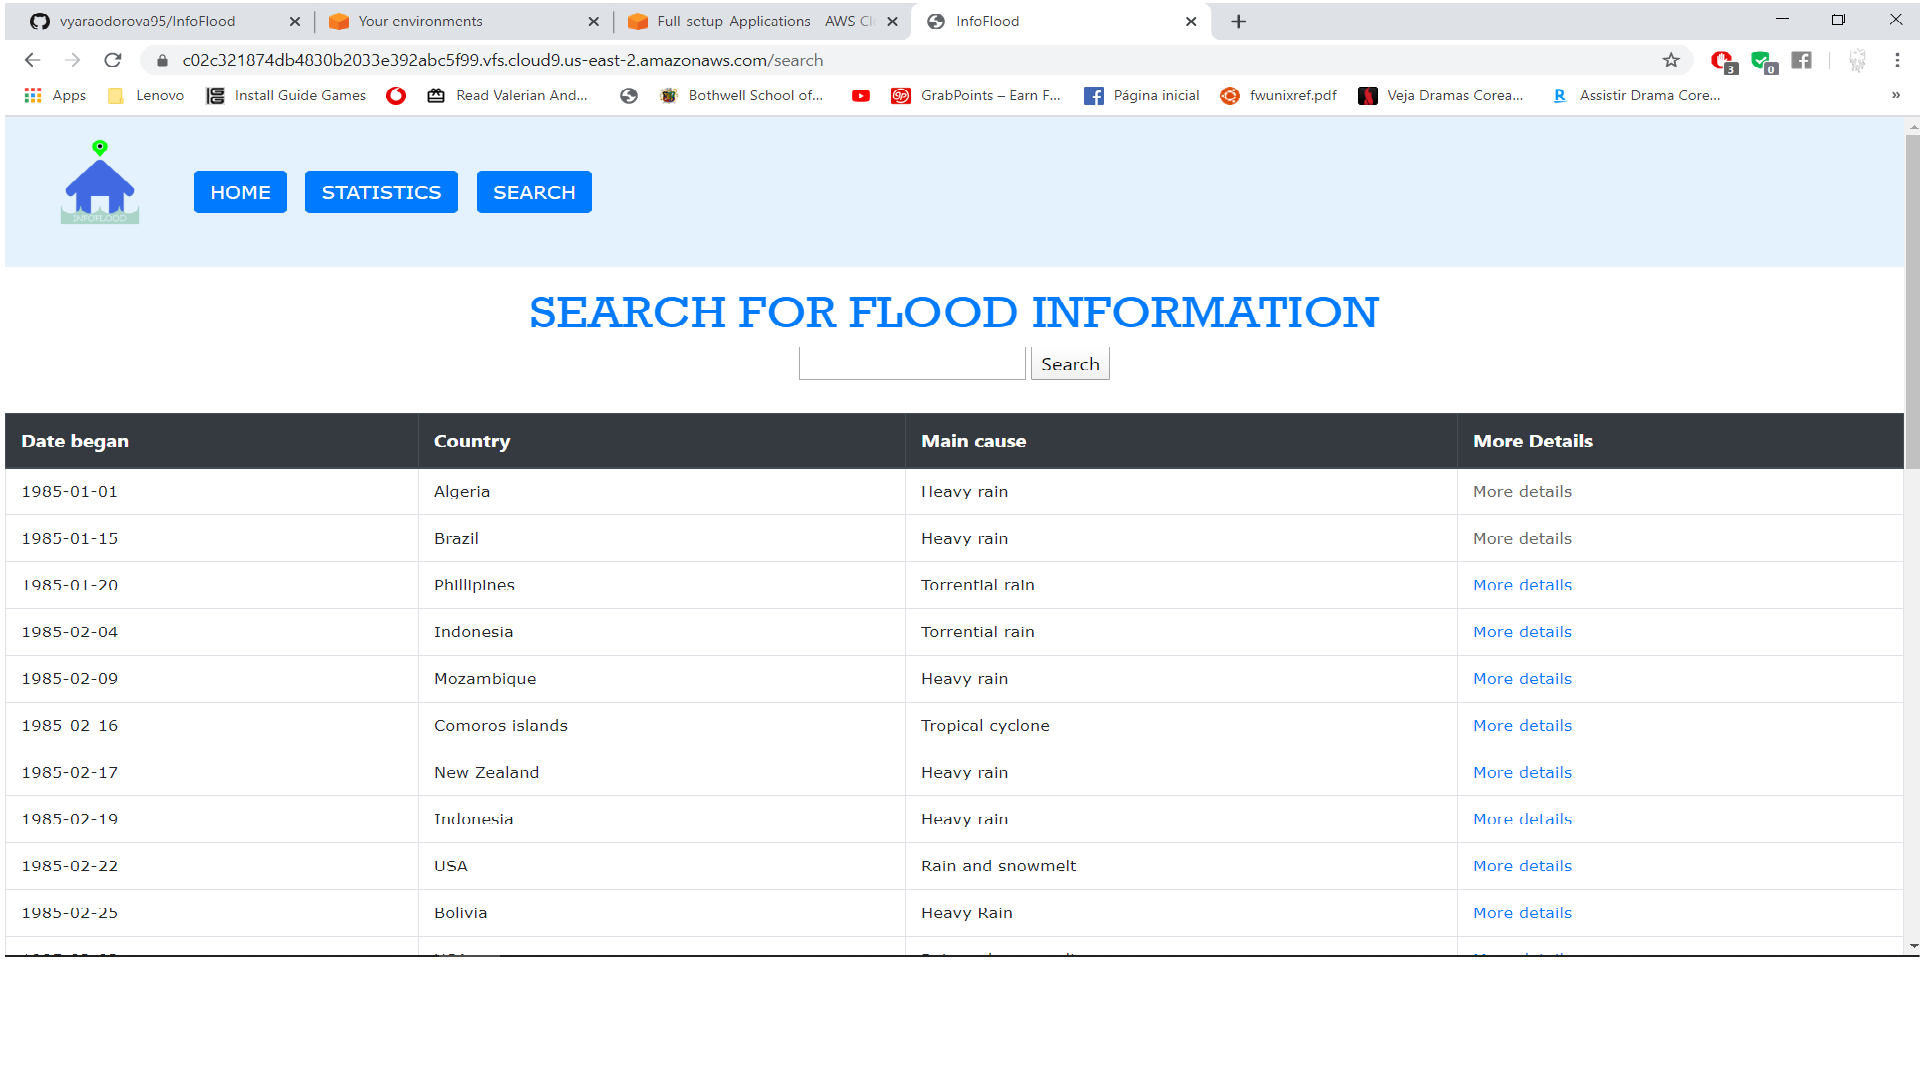 vyaraodorova95/InfoFlood Your environments Full setup Applications AWS Cl InfoFlood
c02c321874db4830b2033e392abc5f99.vfs.cloud9.us-east-2.amazonaws.com/search 3 0
Apps Lenovo Install Guide Games Read Valerian And... Bothwell School of... GrabPoints – Earn F... Página inicial fwunixref.pdf Veja Dramas Corea... Assistir Drama Core... »
INFOFLOOD
HOME STATISTICS SEARCH
SEARCH FOR FLOOD INFORMATION
Search
Date began Country Main cause More Details
1985-01-01 Algeria Heavy rain More details
1985-01-15 Brazil Heavy rain More details
1985-01-20 Phillipines Torrential rain More details
1985-02-04 Indonesia Torrential rain More details
1985-02-09 Mozambique Heavy rain More details
1985 02 16 Comoros islands Tropical cyclone More details
1985-02-17 New Zealand Heavy rain More details
1985-02-19 Indonesia Heavy rain More details
1985-02-22 USA Rain and snowmelt More details
1985-02-25 Bolivia Heavy Rain More details